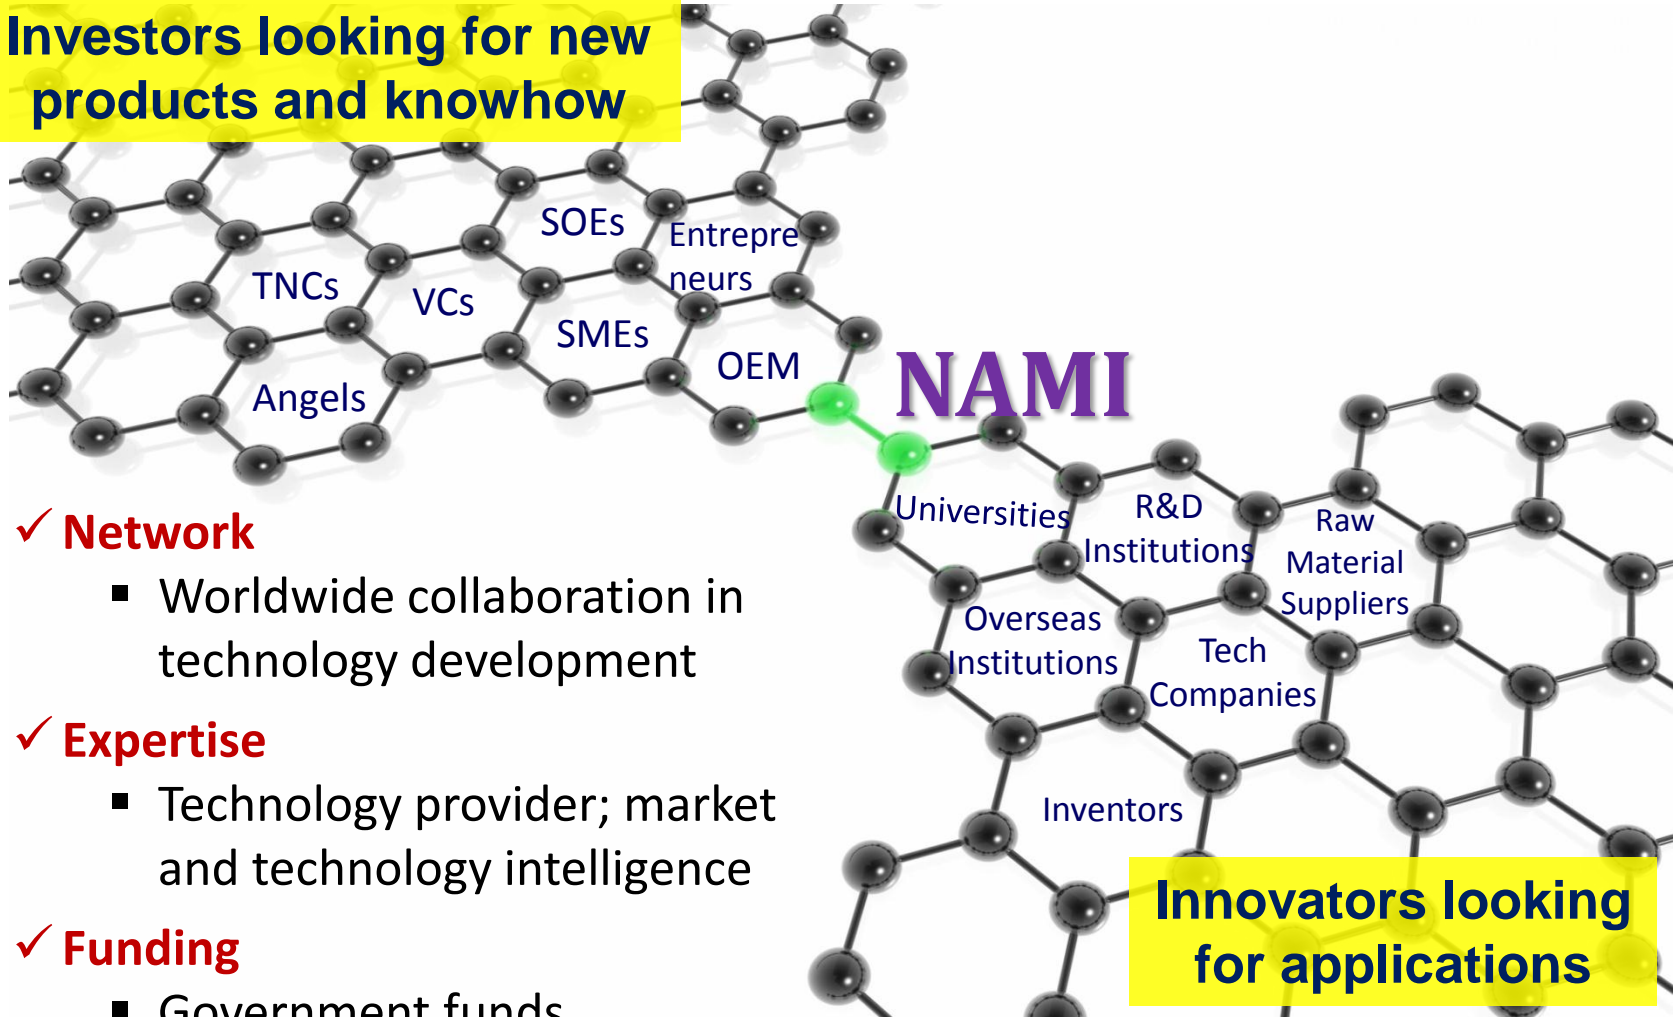 Investors looking for new
products and knowhow
SOEs
Entrepre
neurs
TNCs
VCs
SMEs
OEM
Angels
NAMI
Universities
R&D
Institutions
Raw
Material
Suppliers
Overseas
Institutions
Tech
Companies
Inventors
✓ Network
▪ Worldwide collaboration in
technology development
✓ Expertise
▪ Technology provider; market
and technology intelligence
✓ Funding
▪ Government funds
Innovators looking
for applications